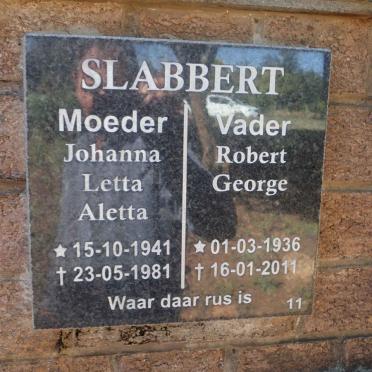 SLABBERT
Moeder Vader
Johanna Robert
Letta George
Aletta
★ 15-10-1941 ★ 01-03-1936
† 23-05-1981 † 16-01-2011
Waar daar rus is 11